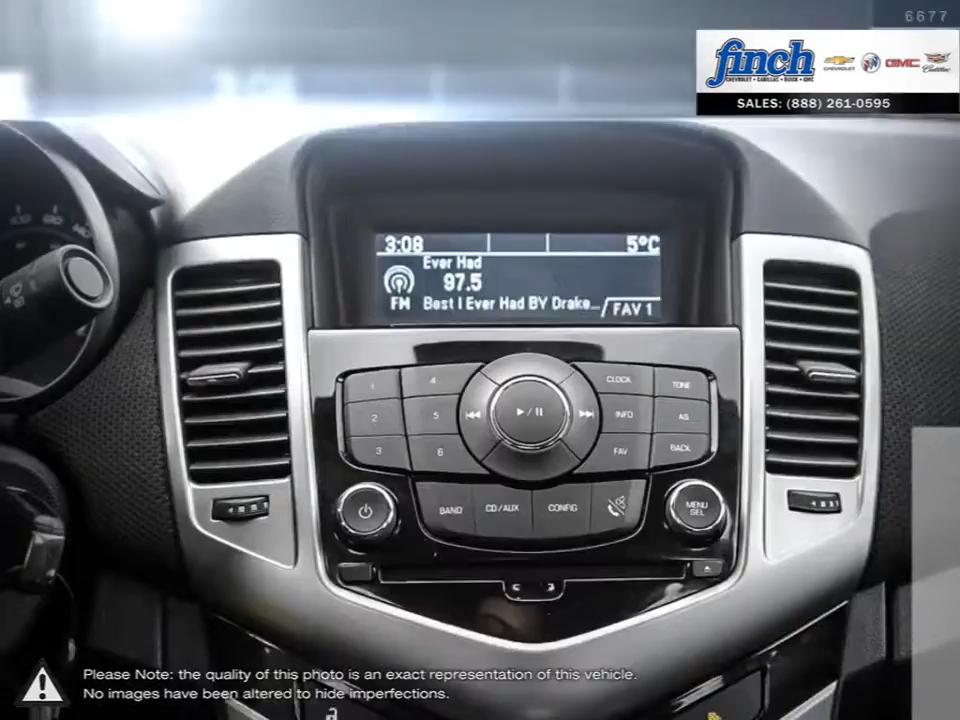 6677
finch
CHEVROLET • CADILLAC • BUICK • GMC
CHEVROLET
GMC
Cadillac
SALES: (888) 261-0595
3:08
5°C
Ever Had
97.5
FM
Best I Ever Had BY Drake...
FAV 1
1
4
CLOCK
TONE
2
5
INFO
AS
3
6
FAV
BACK
BAND
CD/AUX
CONFIG
MENU
SEL
Please Note: the quality of this photo is an exact representation of this vehicle.
No images have been altered to hide imperfections.